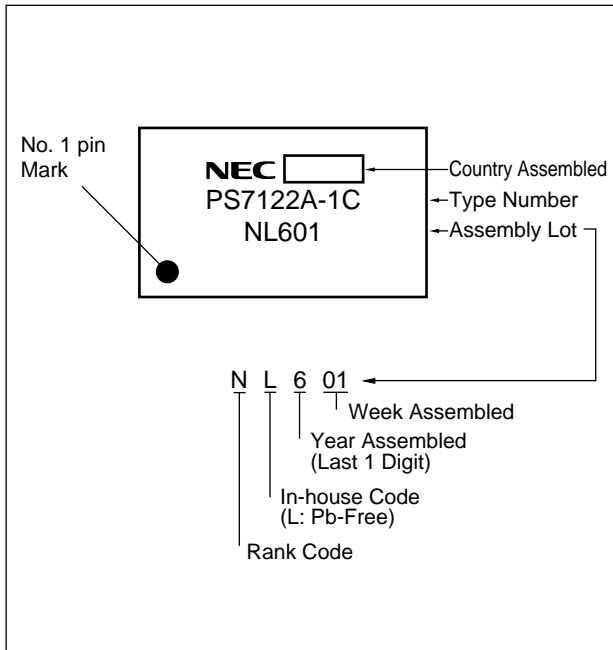 No. 1 pin
Mark
NEC
Country Assembled
PS7122A-1C
Type Number
NL601
Assembly Lot
N L 6 01
Week Assembled
Year Assembled
(Last 1 Digit)
In-house Code
(L: Pb-Free)
Rank Code